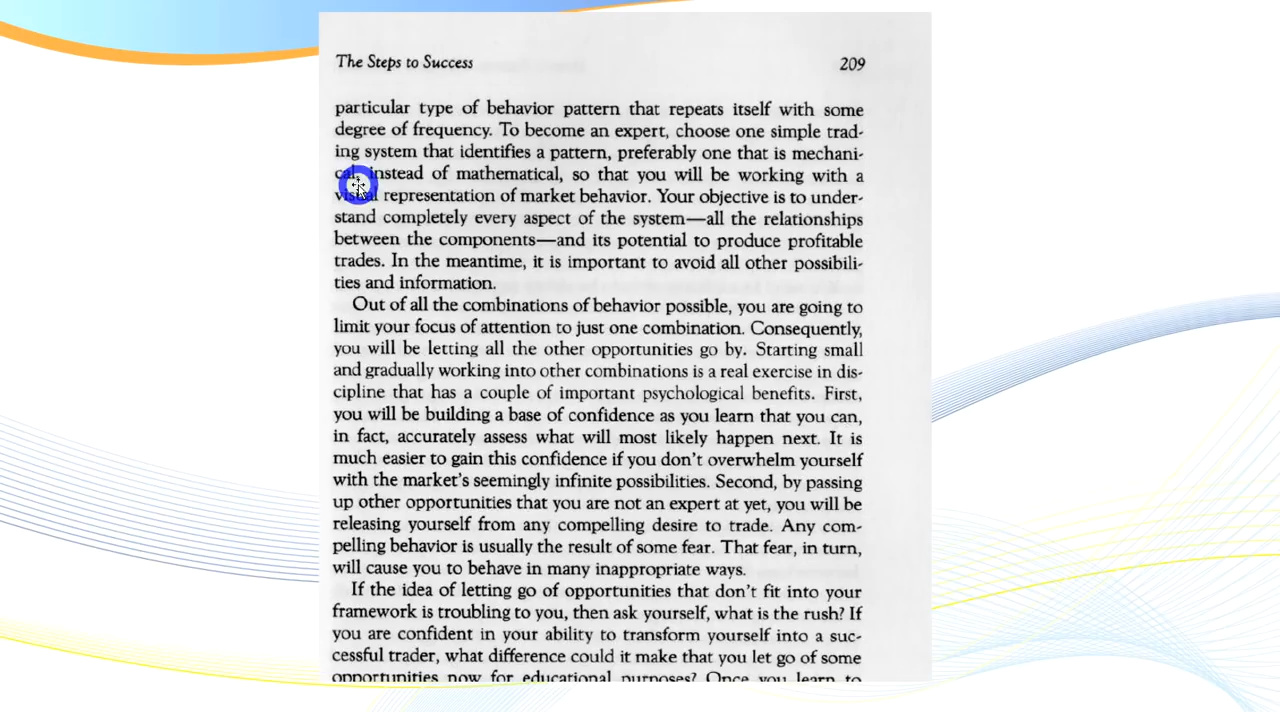 The Steps to Success 209
particular type of behavior pattern that repeats itself with some
degree of frequency. To become an expert, choose one simple trad-
ing system that identifies a pattern, preferably one that is mechani-
cal, instead of mathematical, so that you will be working with a
visual representation of market behavior. Your objective is to under-
stand completely every aspect of the system—all the relationships
between the components—and its potential to produce profitable
trades. In the meantime, it is important to avoid all other possibili-
ties and information.
Out of all the combinations of behavior possible, you are going to
limit your focus of attention to just one combination. Consequently,
you will be letting all the other opportunities go by. Starting small
and gradually working into other combinations is a real exercise in dis-
cipline that has a couple of important psychological benefits. First,
you will be building a base of confidence as you learn that you can,
in fact, accurately assess what will most likely happen next. It is
much easier to gain this confidence if you don't overwhelm yourself
with the market's seemingly infinite possibilities. Second, by passing
up other opportunities that you are not an expert at yet, you will be
releasing yourself from any compelling desire to trade. Any com-
pelling behavior is usually the result of some fear. That fear, in turn,
will cause you to behave in many inappropriate ways.
If the idea of letting go of opportunities that don't fit into your
framework is troubling to you, then ask yourself, what is the rush? If
you are confident in your ability to transform yourself into a suc-
cessful trader, what difference could it make that you let go of some
opportunities now for educational purposes? Once you learn to